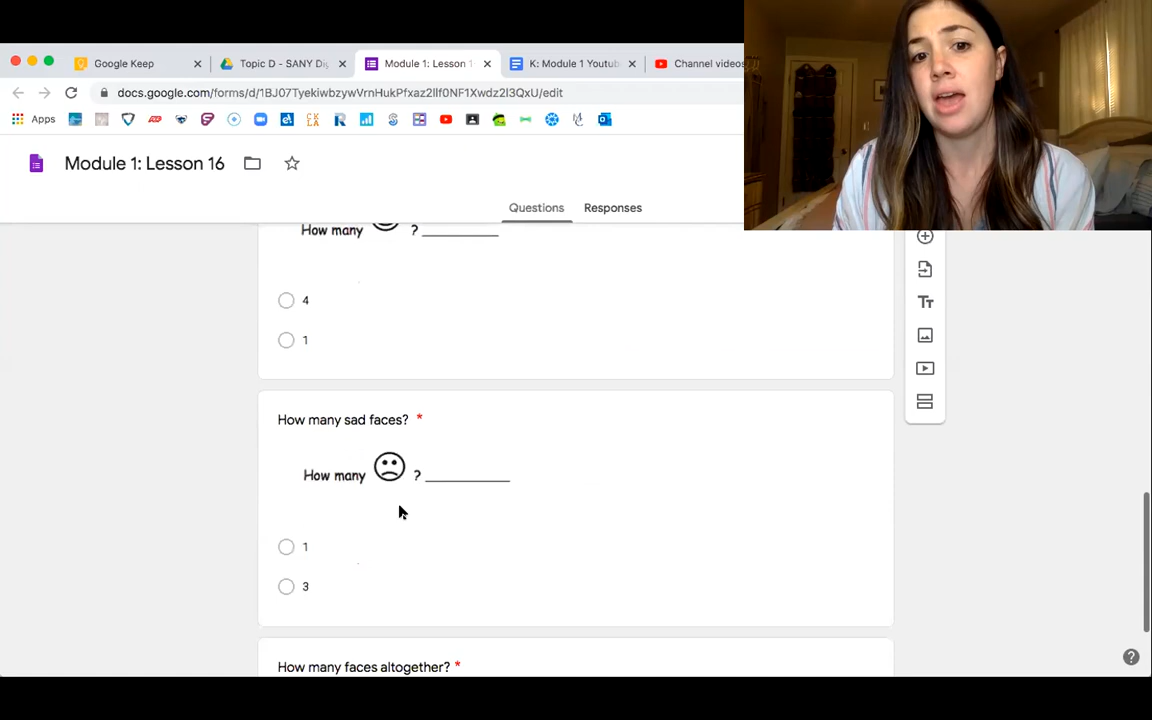 Google Keep
Topic D - SANY Di
Module 1: Lesson 1
K: Module 1 Youtub
Channel videos
docs.google.com/forms/d/1BJ07TyekiwbzywVrnHukPfxaz2llf0NF1Xwdz2I3QxU/edit
Apps
Module 1: Lesson 16
Questions Responses
How many ? __________
4
1
How many sad faces? *
How many ? __________
1
3
How many faces altogether? *